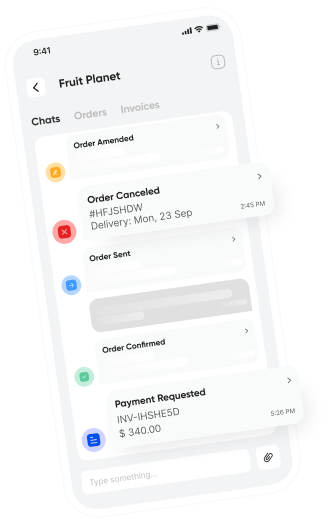 9:41
Fruit Planet
Chats Orders Invoices
Order Amended
Order Canceled
#HFJSHDW
Delivery: Mon, 23 Sep
2:45 PM
Order Sent
Order Confirmed
Payment Requested
INV-IHSHE5D
$ 340.00
5:26 PM
Type something...